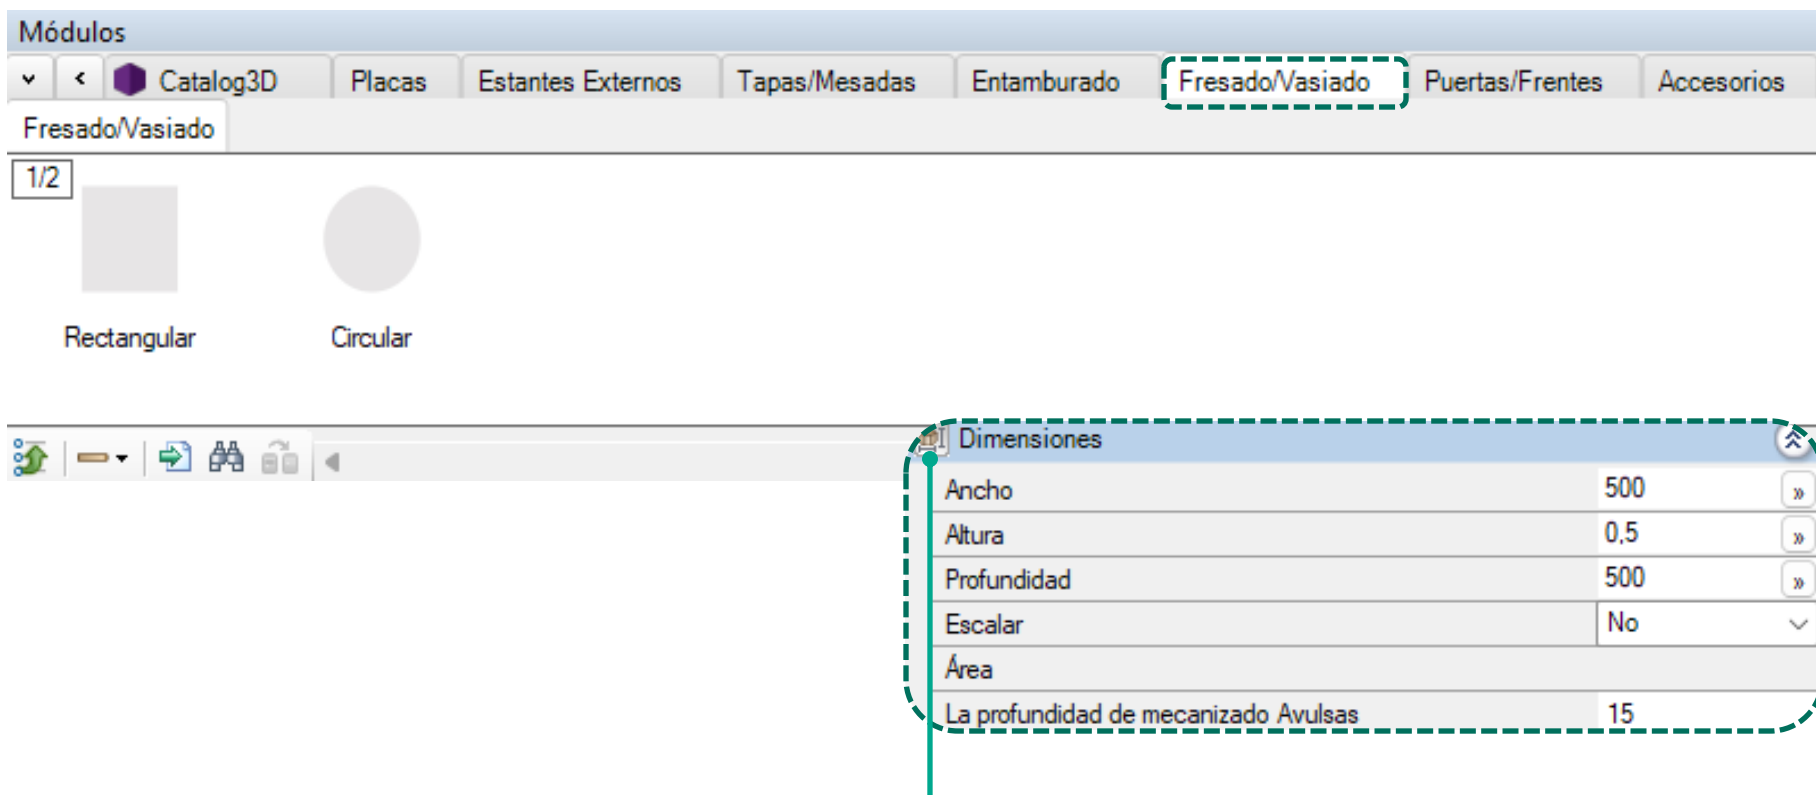 Módulos
Catalog3D Placas Estantes Externos Tapas/Mesadas Entamburado Fresado/Vasiado Puertas/Frentes Accesorios
Fresado/Vasiado
1/2
Rectangular Circular
Dimensiones
Ancho 500
Altura 0,5
Profundidad 500
Escalar No
Área
La profundidad de mecanizado Avulsas 15